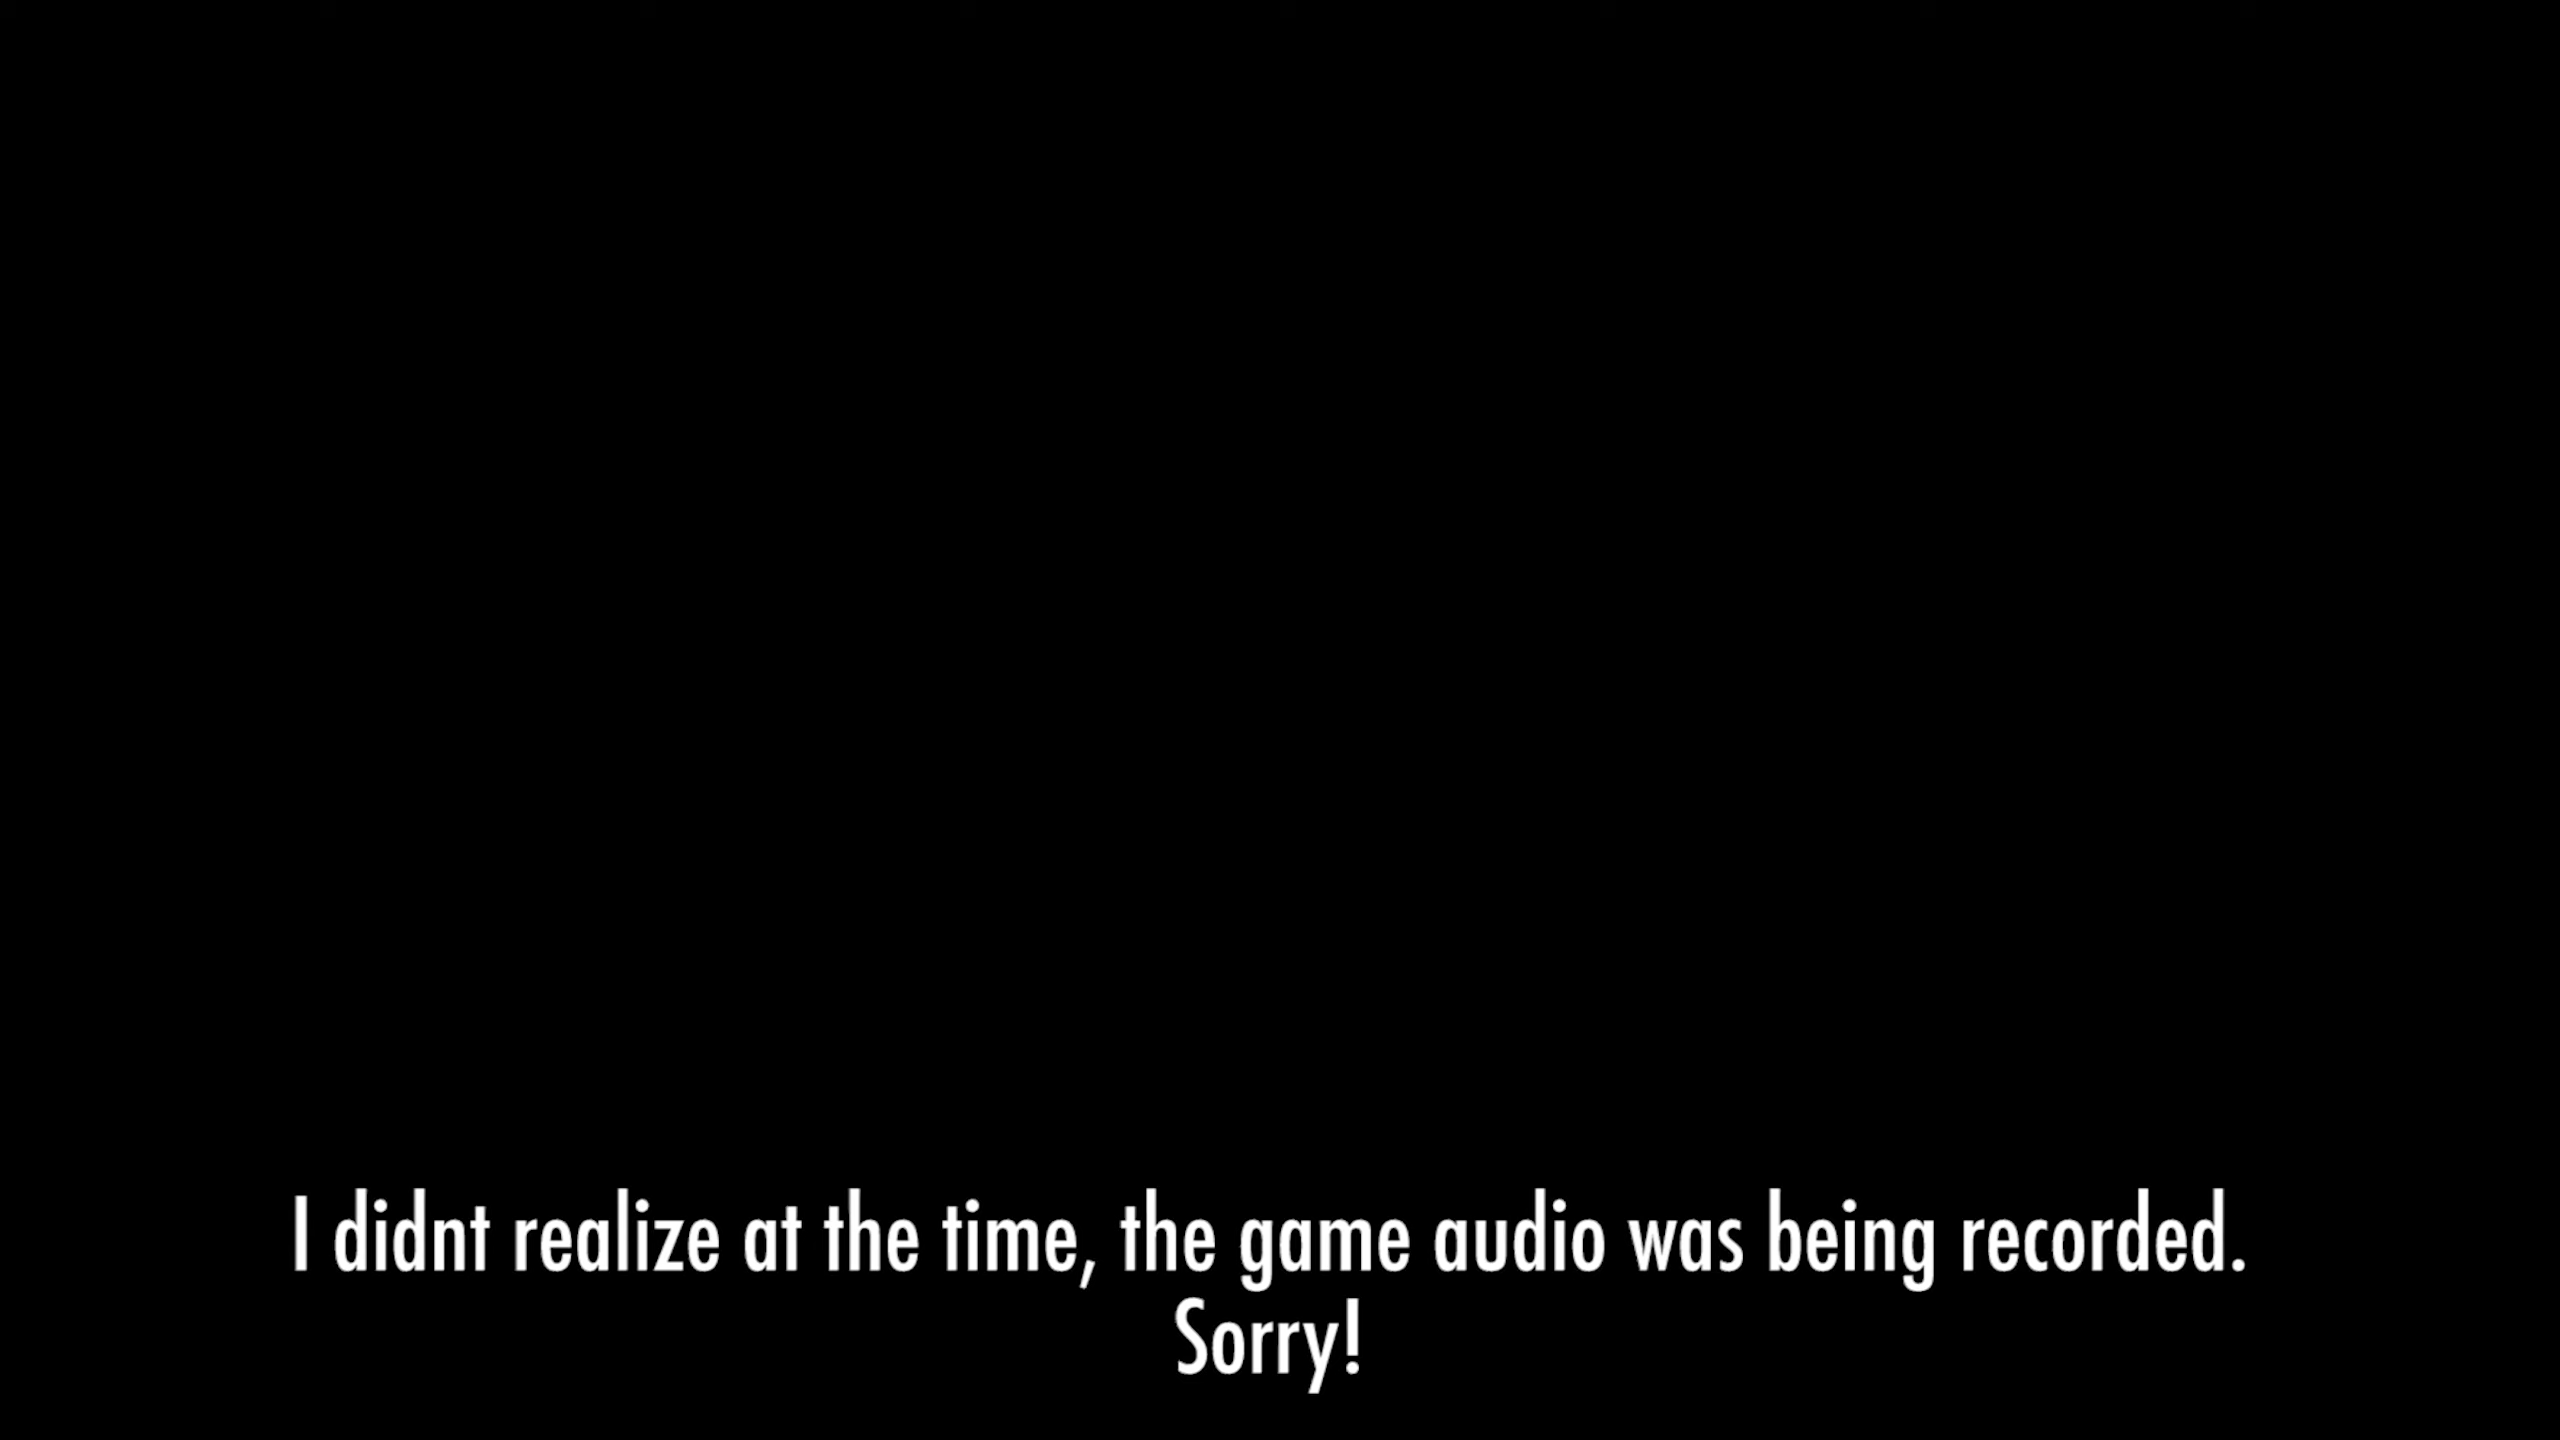 I didnt realize at the time, the game audio was being recorded.
Sorry!